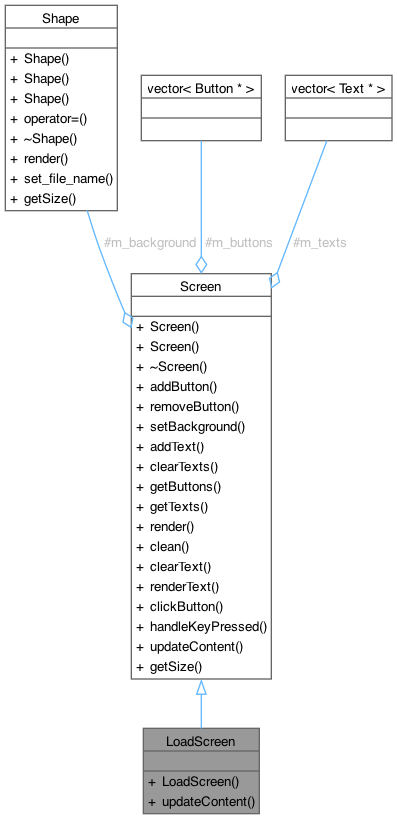 Shape
+ Shape()
+ Shape()
+ Shape()
+ operator=()
+ ~Shape()
+ render()
+ set_file_name()
+ getSize()
vector< Button * >
vector< Text * >
#m_background
#m_buttons
#m_texts
Screen
+ Screen()
+ Screen()
+ ~Screen()
+ addButton()
+ removeButton()
+ setBackground()
+ addText()
+ clearTexts()
+ getButtons()
+ getTexts()
+ render()
+ clean()
+ clearText()
+ renderText()
+ clickButton()
+ handleKeyPressed()
+ updateContent()
+ getSize()
LoadScreen
+ LoadScreen()
+ updateContent()